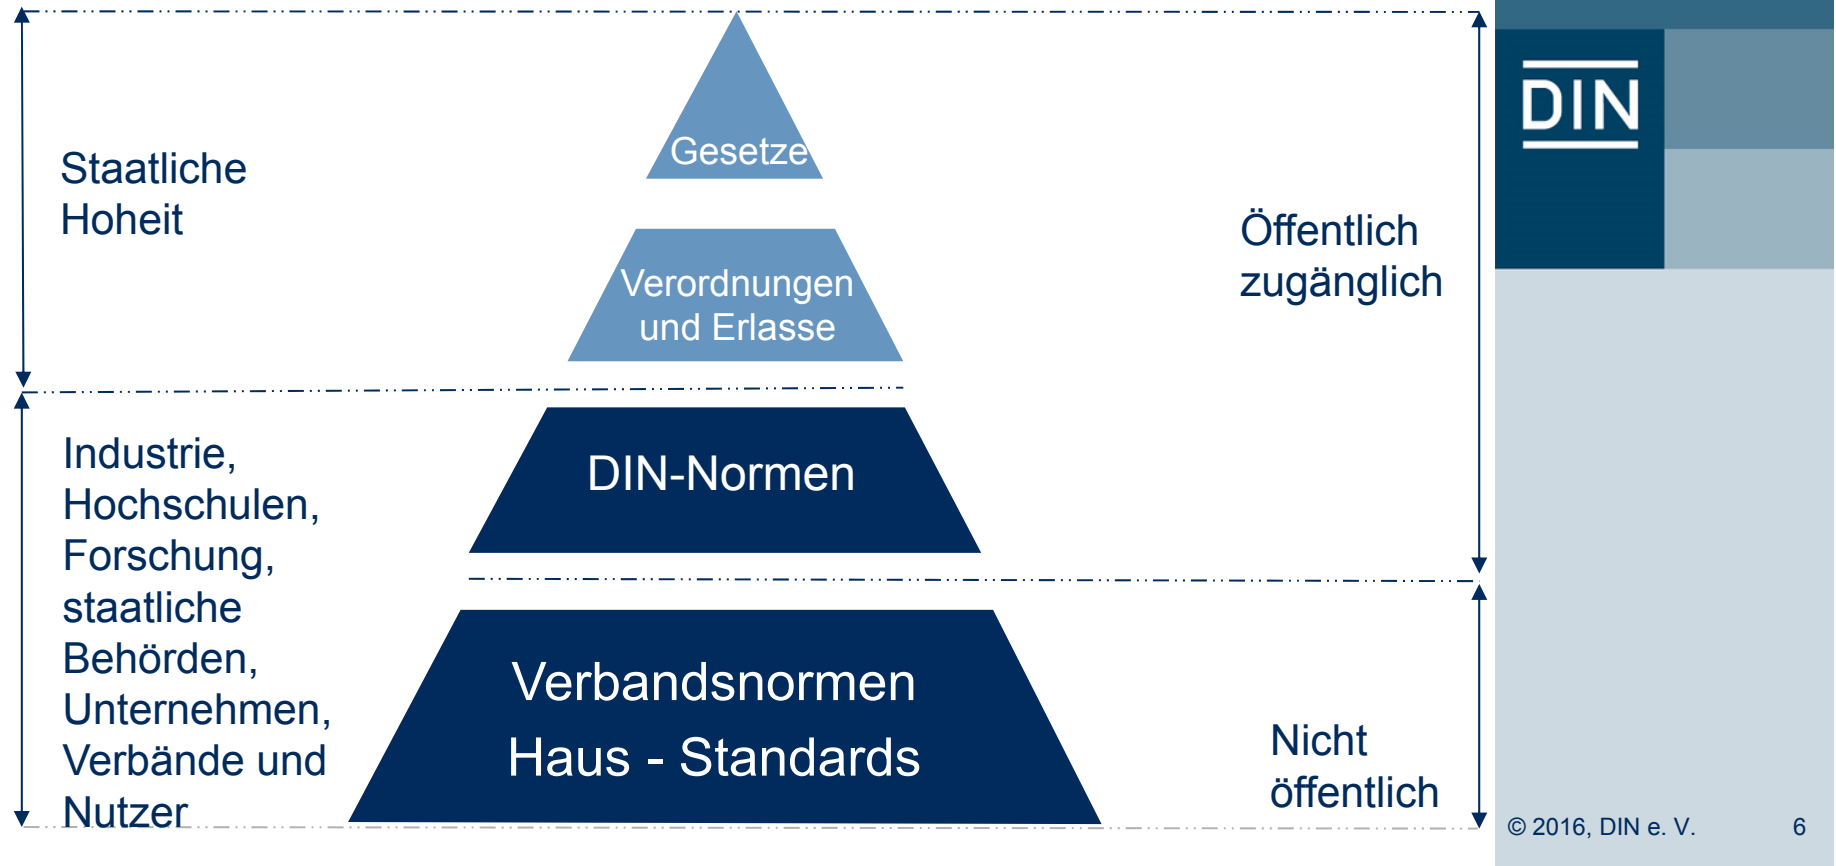 Gesetze
Staatliche
Hoheit
Verordnungen
und Erlasse
Öffentlich
zugänglich
DIN
DIN-Normen
Industrie,
Hochschulen,
Forschung,
staatliche
Behörden,
Unternehmen,
Verbände und
Nutzer
Verbandsnormen
Haus - Standards
Nicht
öffentlich
© 2016, DIN e. V.
6